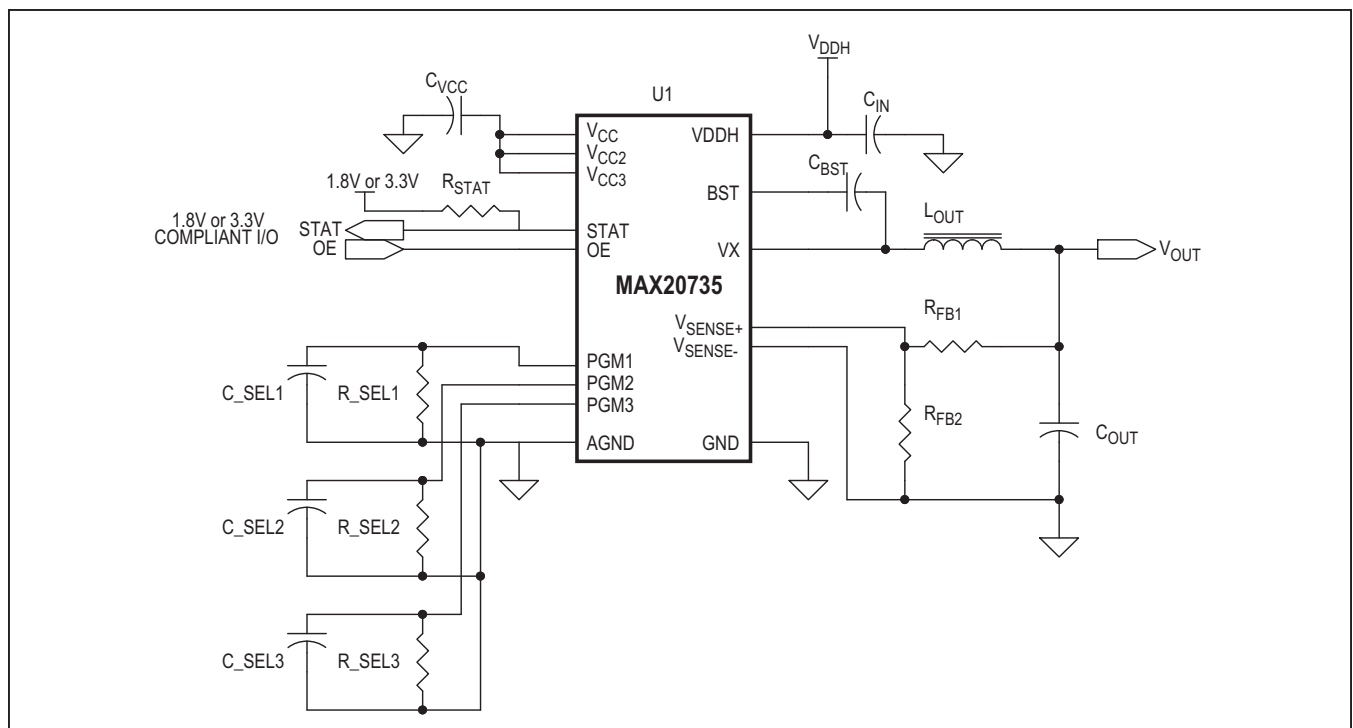 VDDH
CVCC
U1
CIN
VCC
VDDH
VCC2
VCC3
CBST
1.8V or 3.3V
RSTAT
BST
LOUT
1.8V or 3.3V
COMPLIANT I/O
STAT
STAT
OE
OE
VX
VOUT
MAX20735
RFB1
VSENSE+
VSENSE-
PGM1
C_SEL1
R_SEL1
PGM2
PGM3
RFB2
COUT
AGND
GND
C_SEL2
R_SEL2
C_SEL3
R_SEL3